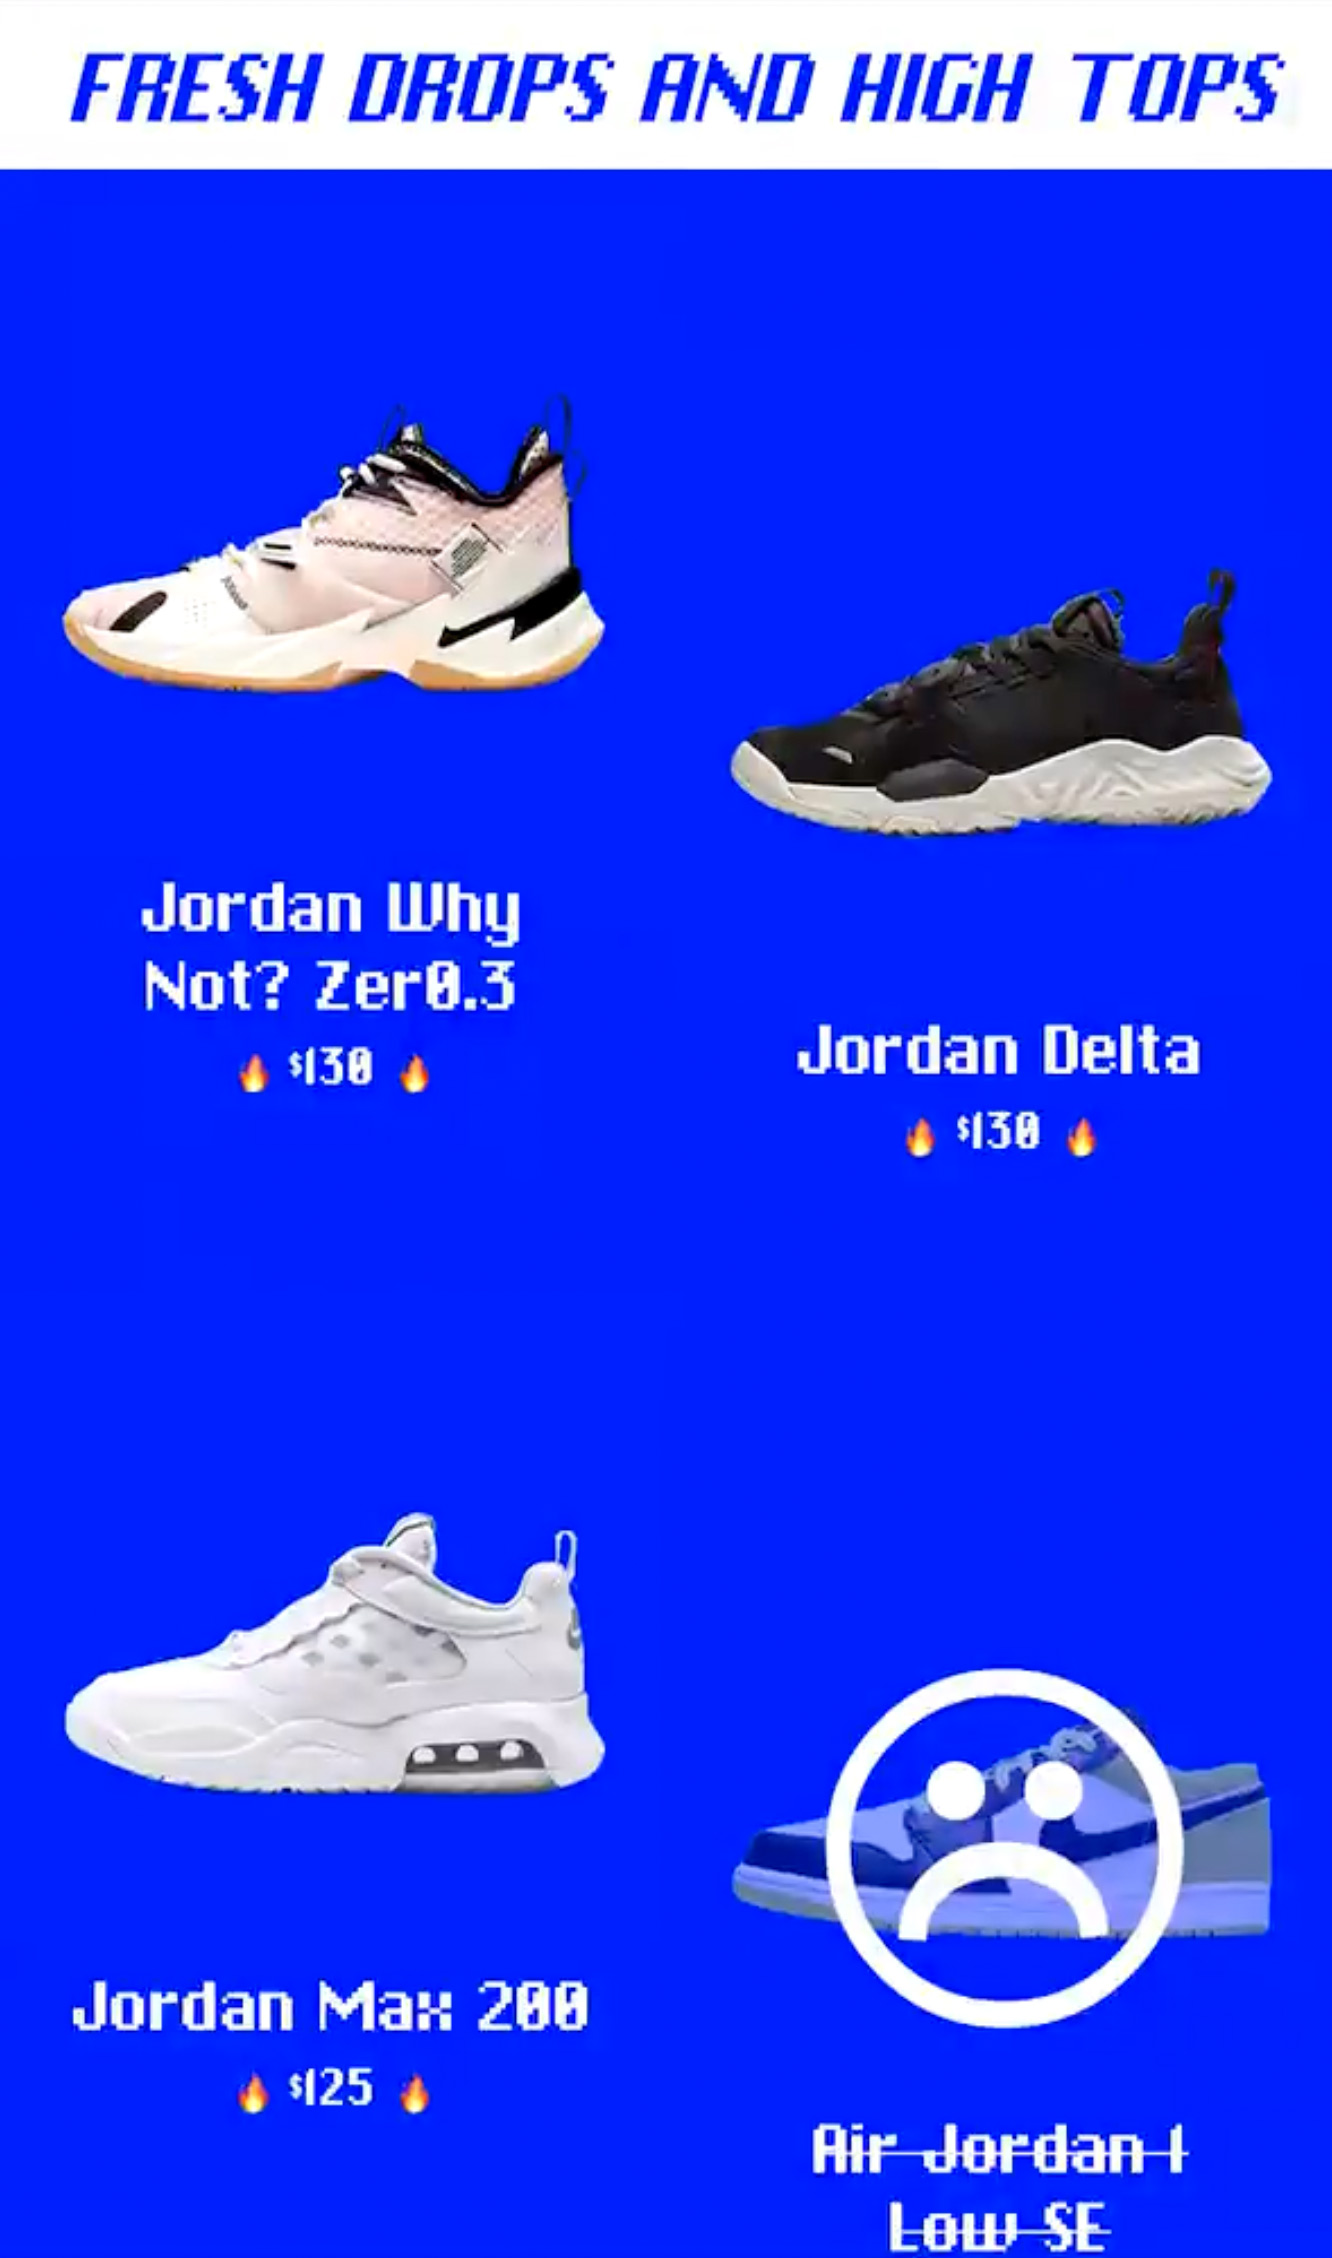 FRESH DROPS AND HIGH TOPS
Jordan Why
Not? Zer0.3
🔥 $130 🔥
Jordan Delta
🔥 $130 🔥
Jordan Max 200
🔥 $125 🔥
Air Jordan 1
Low SE